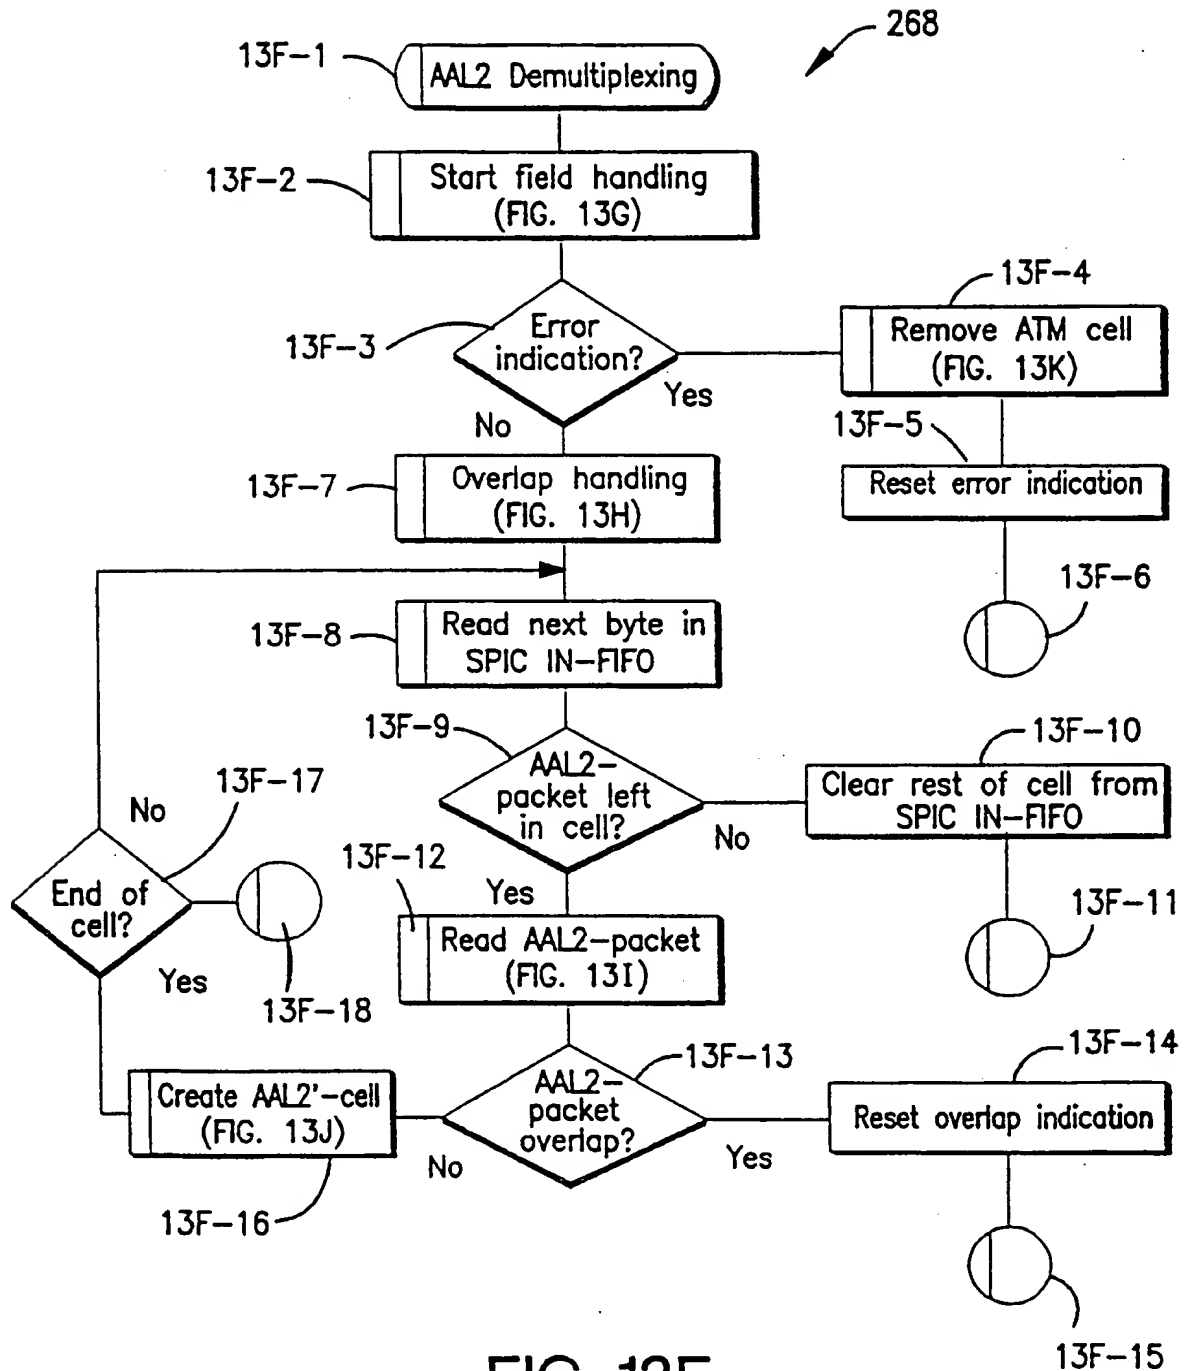 268
13F-1
AAL2 Demultiplexing
13F-2
Start field handling
(FIG. 13G)
13F-3
Error
indication?
Yes
No
13F-4
Remove ATM cell
(FIG. 13K)
13F-5
Reset error indication
13F-6
13F-7
Overlap handling
(FIG. 13H)
13F-8
Read next byte in
SPIC IN-FIFO
13F-9
AAL2-
packet left
in cell?
No
Yes
13F-10
Clear rest of cell from
SPIC IN-FIFO
13F-11
13F-12
Read AAL2-packet
(FIG. 13I)
13F-13
AAL2-
packet
overlap?
Yes
No
13F-14
Reset overlap indication
13F-15
Create AAL2'-cell
(FIG. 13J)
13F-16
13F-17
No
End of
cell?
Yes
13F-18
FIG. 13F